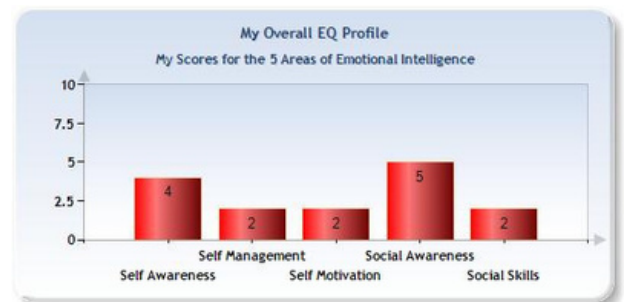 My Overall EQ Profile
My Scores for the 5 Areas of Emotional Intelligence
10
7.5
5
2.5
0
4
2
2
5
2
Self Management
Social Awareness
Self Awareness
Self Motivation
Social Skills